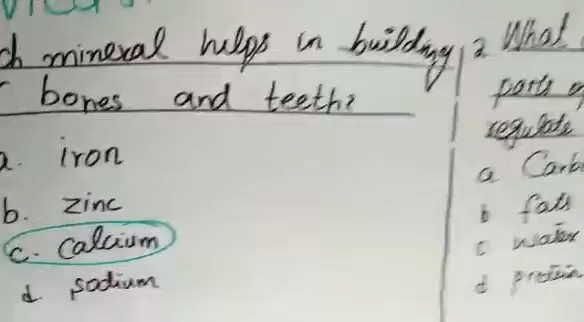 mineral helps in building
bones and teeth?
a. iron
b. zinc
c. Calcium
d sodium
2 What
parts
regulate
a Carb
b fats
c water
d protein